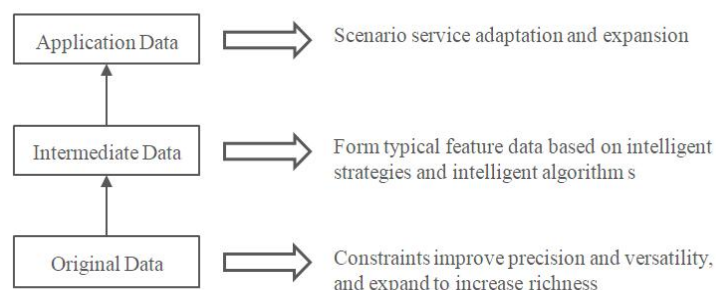 Application Data
Scenario service adaptation and expansion
Intermediate Data
Form typical feature data based on intelligent
strategies and intelligent algorithm s
Original Data
Constraints improve precision and versatility,
and expand to increase richness